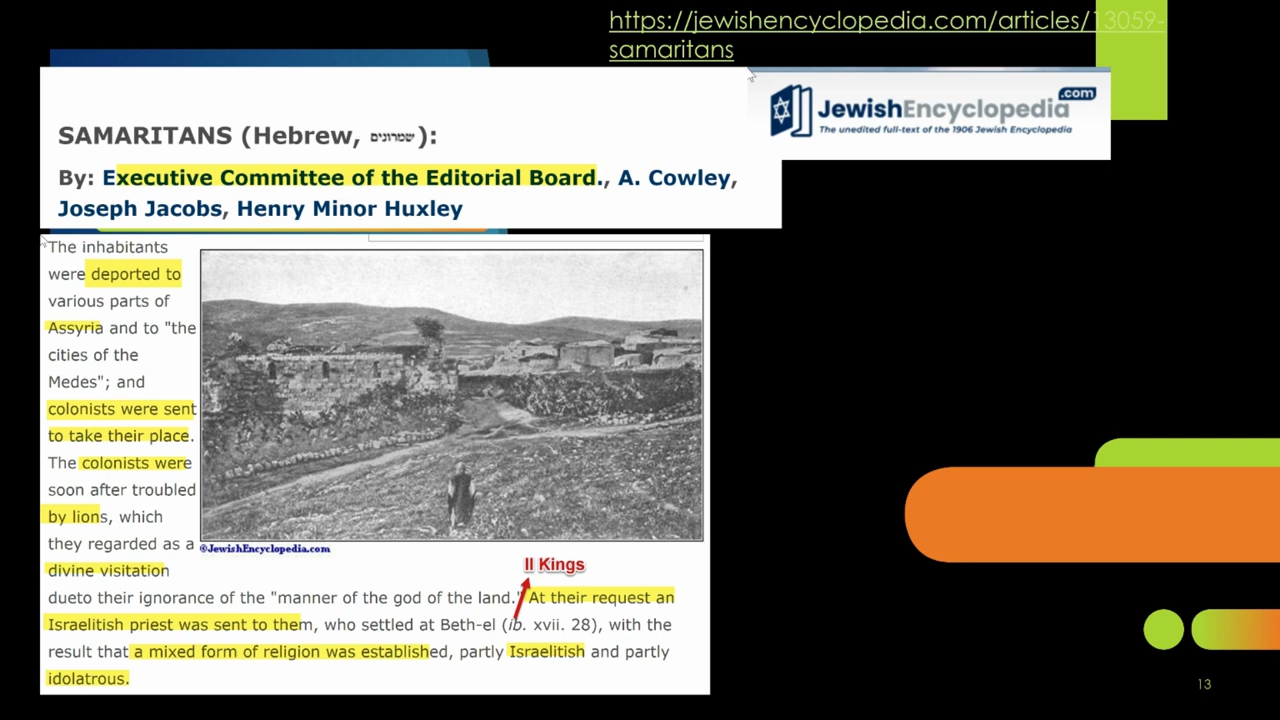 https://jewishencyclopedia.com/articles/13059-
samaritans
JewishEncyclopedia.com
The unedited full-text of the 1906 Jewish Encyclopedia
SAMARITANS (Hebrew, שמרונים):
By: Executive Committee of the Editorial Board., A. Cowley,
Joseph Jacobs, Henry Minor Huxley
The inhabitants
were deported to
various parts of
Assyria and to "the
cities of the
Medes"; and
colonists were sent
to take their place.
The colonists were
soon after troubled
by lions, which
they regarded as a
divine visitation
©JewishEncyclopedia.com
II Kings
dueto their ignorance of the "manner of the god of the land." At their request an
Israelitish priest was sent to them, who settled at Beth-el (ib. xvii. 28), with the
result that a mixed form of religion was established, partly Israelitish and partly
idolatrous.
13